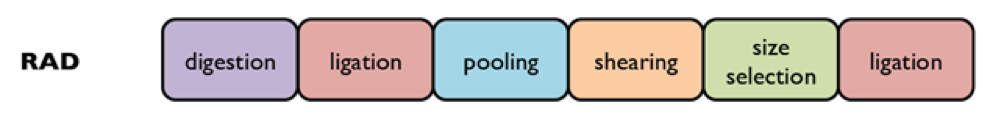 RAD
digestion
ligation
pooling
shearing
size
selection
ligation